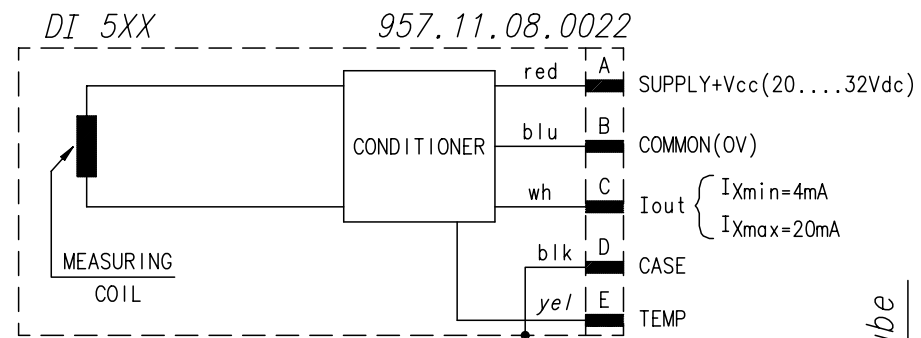 DI 5XX 957.11.08.0022
red A SUPPLY+Vcc(20....32Vdc)
CONDITIONER
blu B COMMON(0V)
wh C Iout { IXmin=4mA
IXmax=20mA
MEASURING
COIL
blk D CASE
yel E TEMP